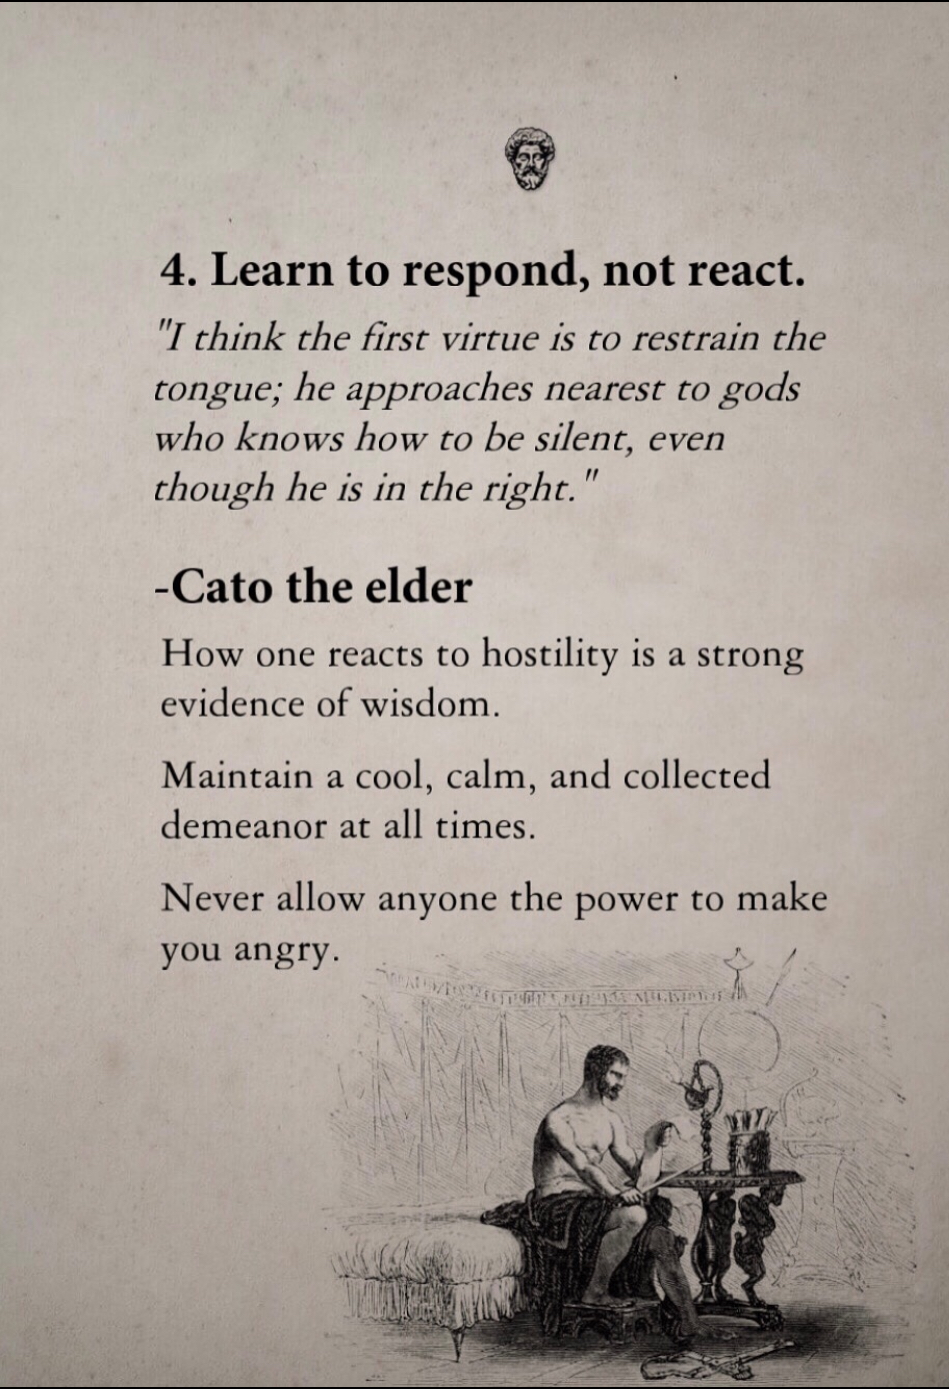 4. Learn to respond, not react.
"I think the first virtue is to restrain the
tongue; he approaches nearest to gods
who knows how to be silent, even
though he is in the right."
-Cato the elder
How one reacts to hostility is a strong
evidence of wisdom.
Maintain a cool, calm, and collected
demeanor at all times.
Never allow anyone the power to make
you angry.